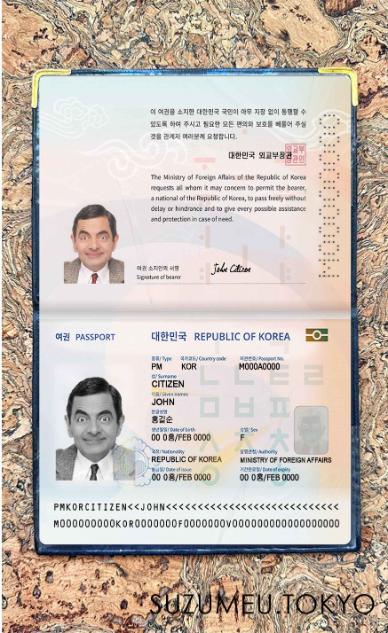 이 여권을 소지한 대한민국 국민이 아무 지장 없이 통행할 수
있도록 하여 주시고 필요한 모든 편의와 보호를 베풀어 주실
것을 관계자 여러분께 요청합니다.
대한민국 외교부장관
The Ministry of Foreign Affairs of the Republic of Korea
requests all whom it may concern to permit the bearer,
a national of the Republic of Korea, to pass freely without
delay or hindrance and to give every possible assistance
and protection in case of need.
여권 소지인의 서명
Signature of bearer
John Citizen
여권 PASSPORT 대한민국 REPUBLIC OF KOREA
종류/Type 국가코드/Country code 여권번호/Passport No.
PM KOR M000A0000
성/Surname
CITIZEN
이름/Given names
JOHN
한글성명
홍길순
생년월일/Date of birth 성별/Sex
00 0홍/FEB 0000 F
국적/Nationality 발행관청/Authority
REPUBLIC OF KOREA MINISTRY OF FOREIGN AFFAIRS
발급일/Date of issue 기간만료일/Date of expiry
00 0홍/FEB 0000 00 0홍/FEB 0000
SUZUMEU.TOKYO